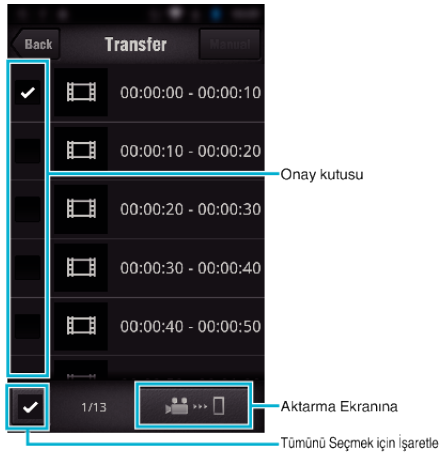 Back Transfer Manual
00:00:00 - 00:00:10
00:00:10 - 00:00:20
Onay kutusu
00:00:20 - 00:00:30
00:00:30 - 00:00:40
00:00:40 - 00:00:50
1/13
Aktarma Ekranına
Tümünü Seçmek için İşaretle